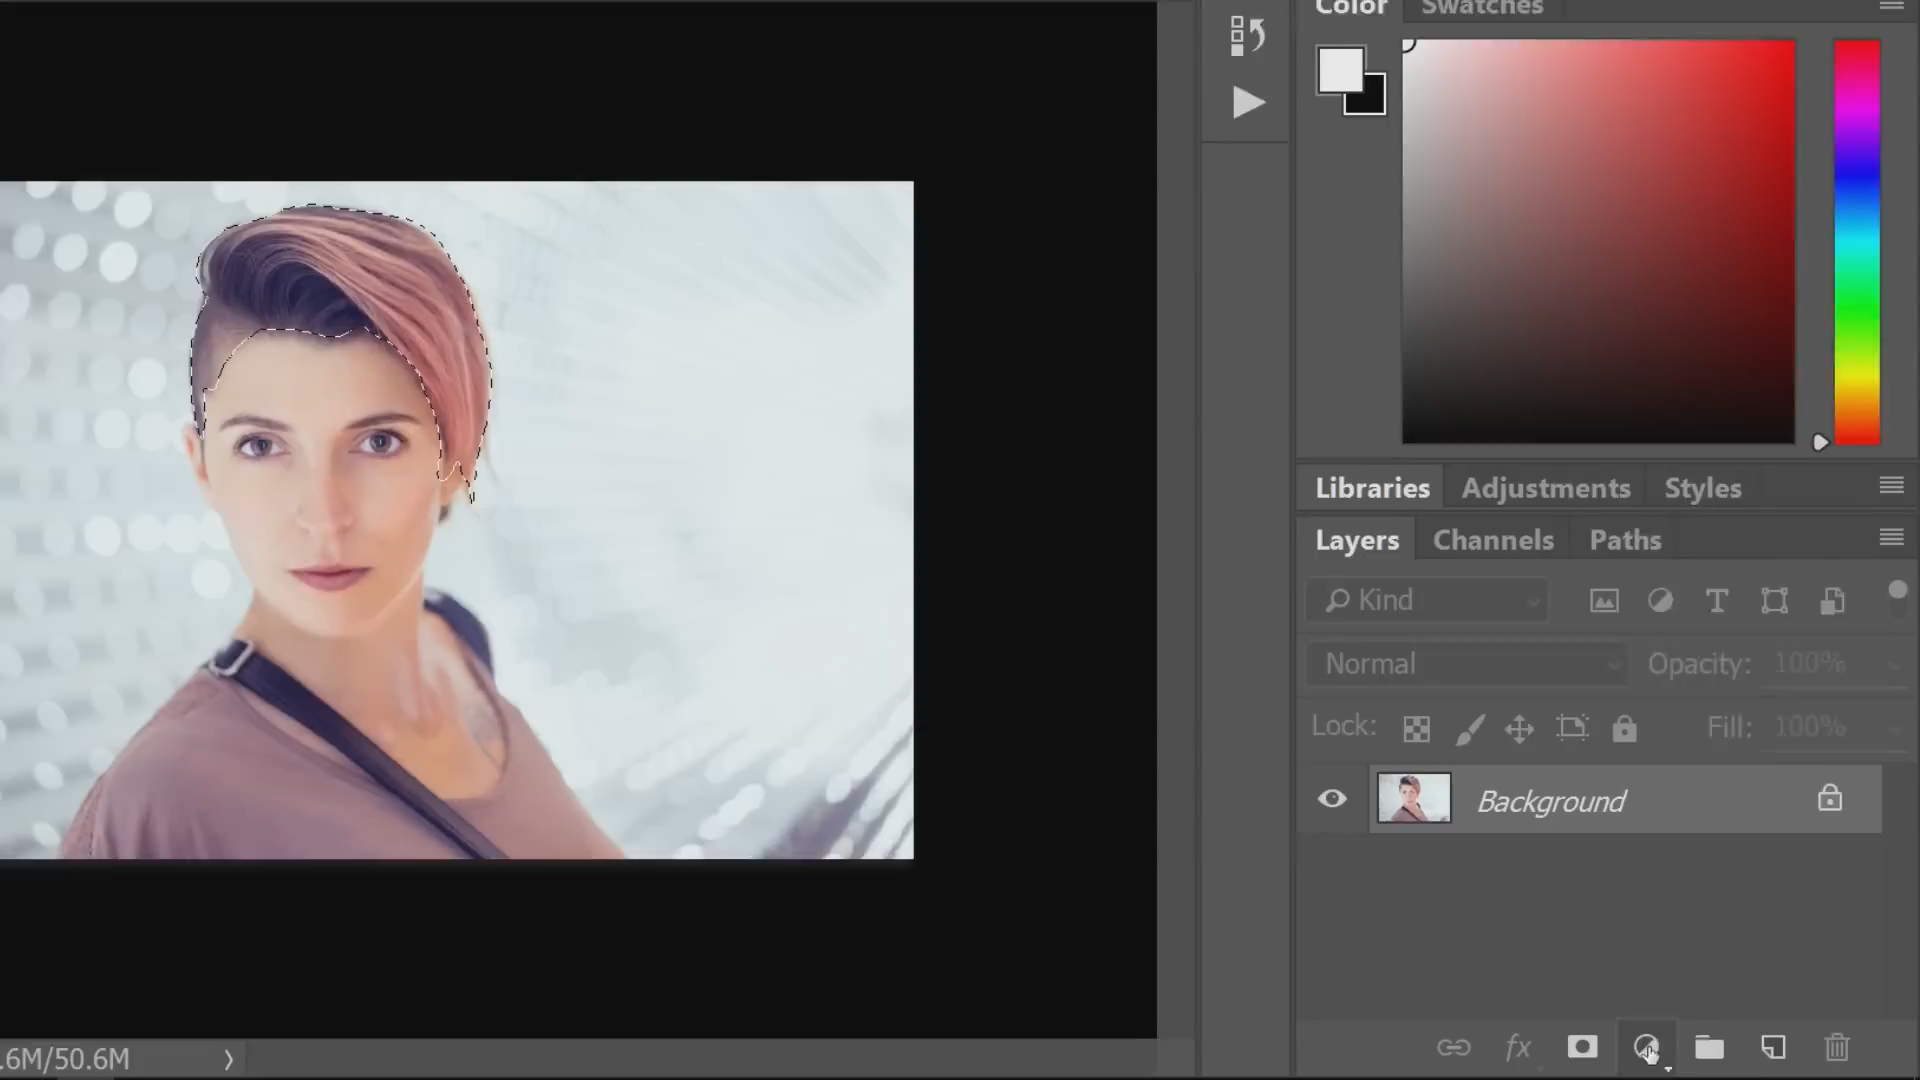 Color Swatches
Libraries Adjustments Styles
Layers Channels Paths
Kind
Normal Opacity: 100%
Lock: Fill: 100%
Background
fx
.6M/50.6M